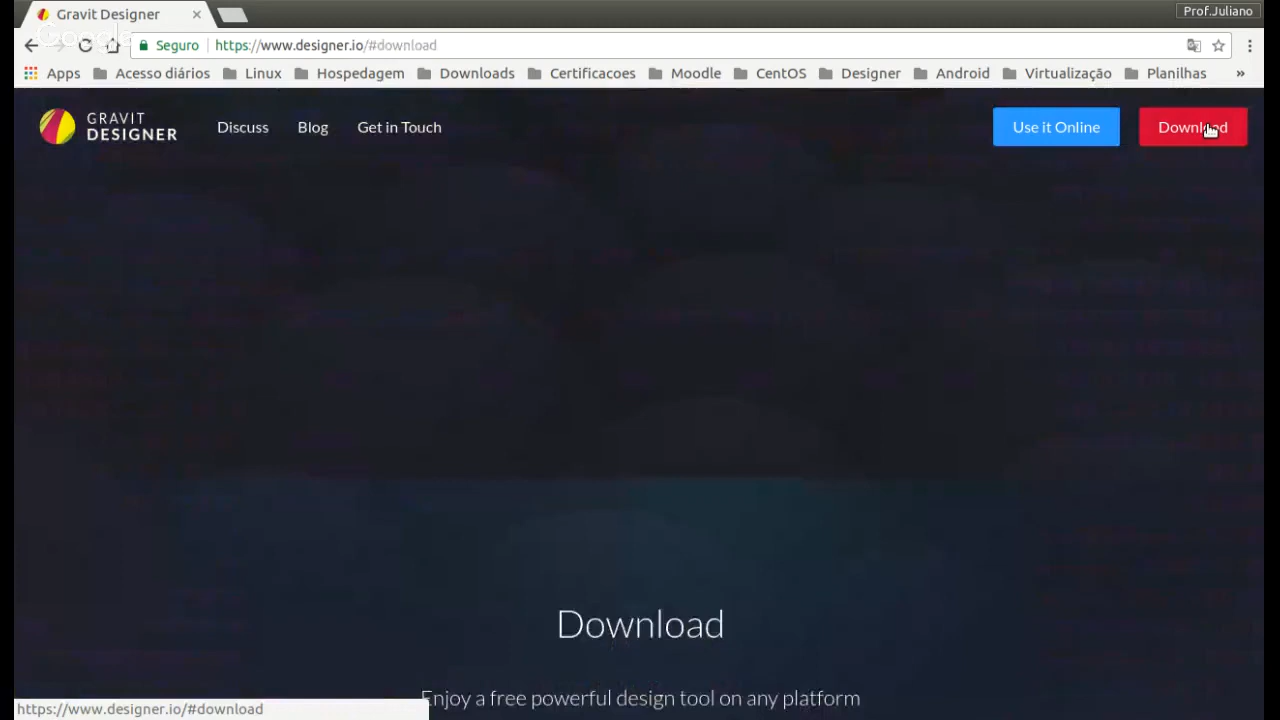 Gravit Designer
Prof.Juliano
Google
Seguro
https://www.designer.io/#download
Apps
Acesso diários
Linux
Hospedagem
Downloads
Certificacoes
Moodle
CentOS
Designer
Android
Virtualização
Planilhas
»
GRAVIT
DESIGNER
Discuss
Blog
Get in Touch
Use it Online
Download
Download
Enjoy a free powerful design tool on any platform
https://www.designer.io/#download